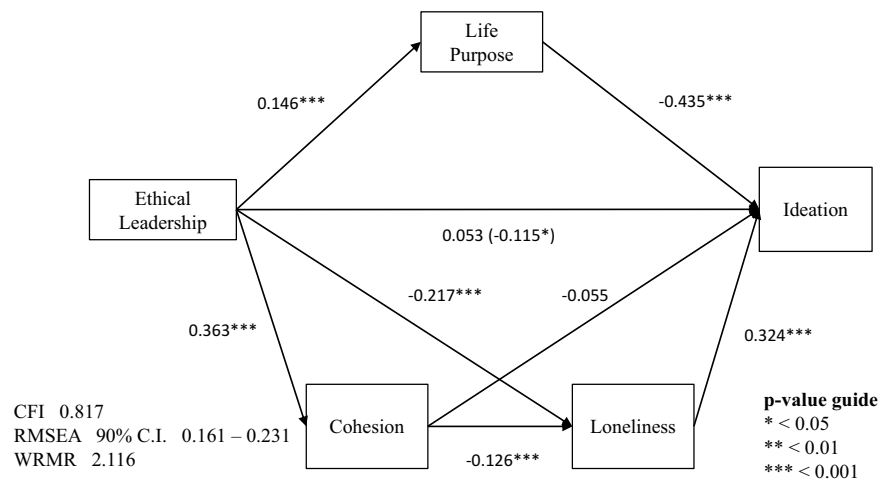 Life
Purpose
0.146***
-0.435***
Ethical
Leadership
Ideation
0.053 (-0.115*)
-0.217***
-0.055
0.363***
0.324***
Cohesion
Loneliness
-0.126***
CFI 0.817
RMSEA 90% C.I. 0.161 – 0.231
WRMR 2.116
p-value guide
* < 0.05
** < 0.01
*** < 0.001